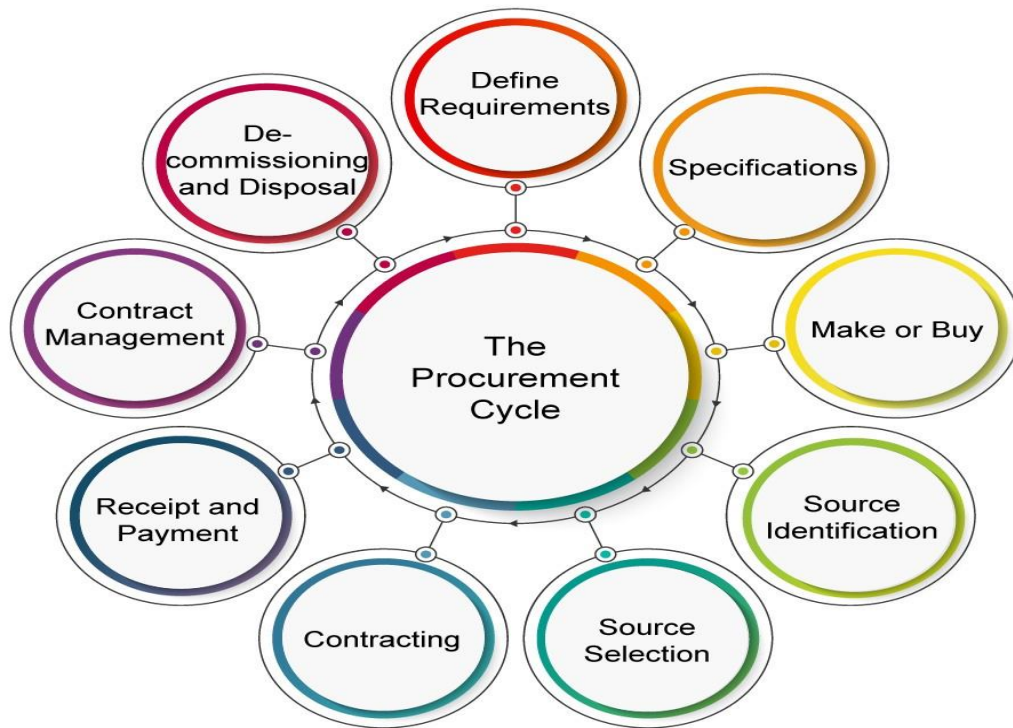 Define
Requirements
Specifications
Make or Buy
Source
Identification
Source
Selection
Contracting
Receipt and
Payment
Contract
Management
De-
commissioning
and Disposal
The
Procurement
Cycle